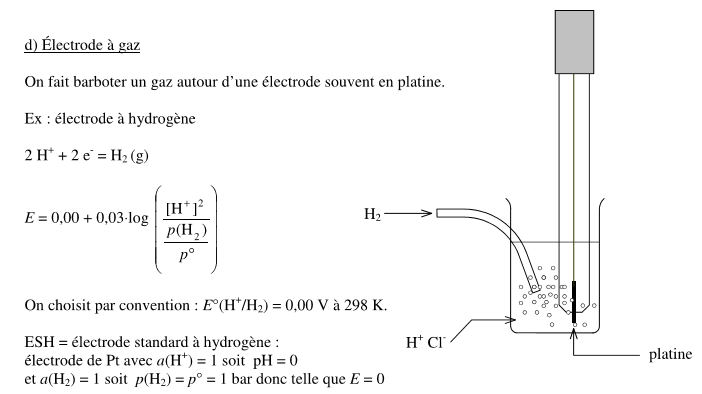 d) Électrode à gaz
On fait barboter un gaz autour d’une électrode souvent en platine.
Ex : électrode à hydrogène
2 H⁺ + 2 e⁻ = H₂ (g)
E = 0,00 + 0,03·log ( [H⁺]² / ( p(H₂) / p° ) )
H₂
On choisit par convention : E°(H⁺/H₂) = 0,00 V à 298 K.
ESH = électrode standard à hydrogène :
H⁺ Cl⁻
électrode de Pt avec a(H⁺) = 1 soit pH = 0
platine
et a(H₂) = 1 soit p(H₂) = p° = 1 bar donc telle que E = 0